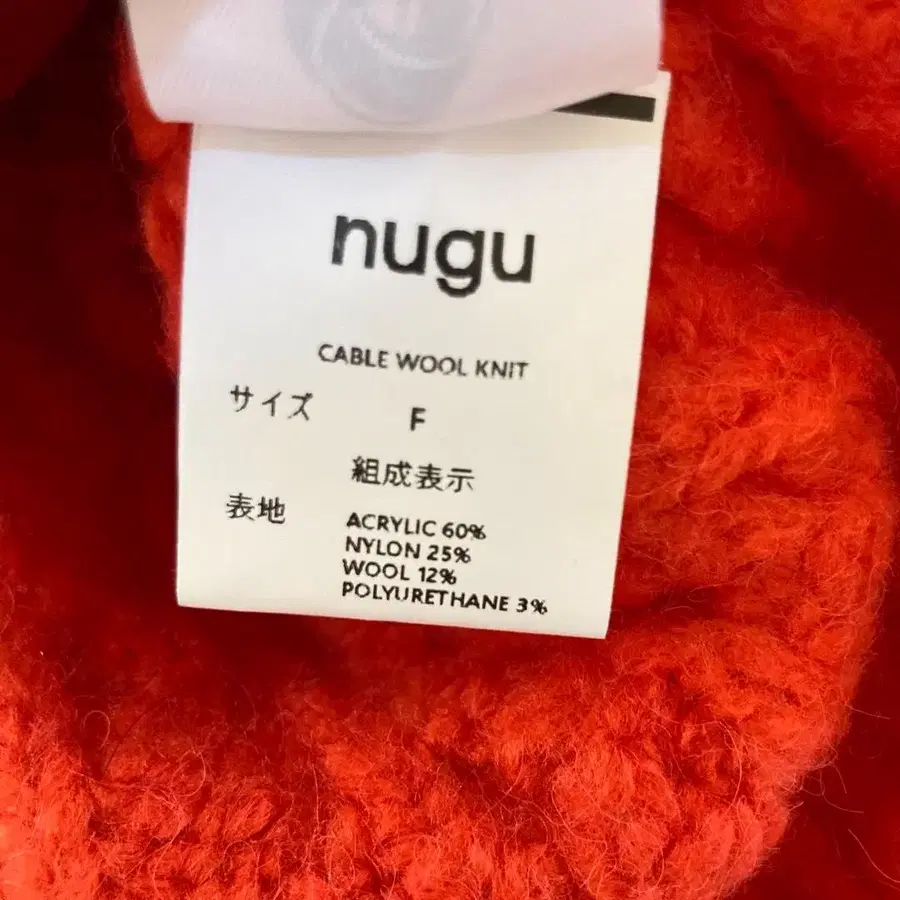 nugu
CABLE WOOL KNIT
サイズ F
組成表示
表地 ACRYLIC 60%
NYLON 25%
WOOL 12%
POLYURETHANE 3%